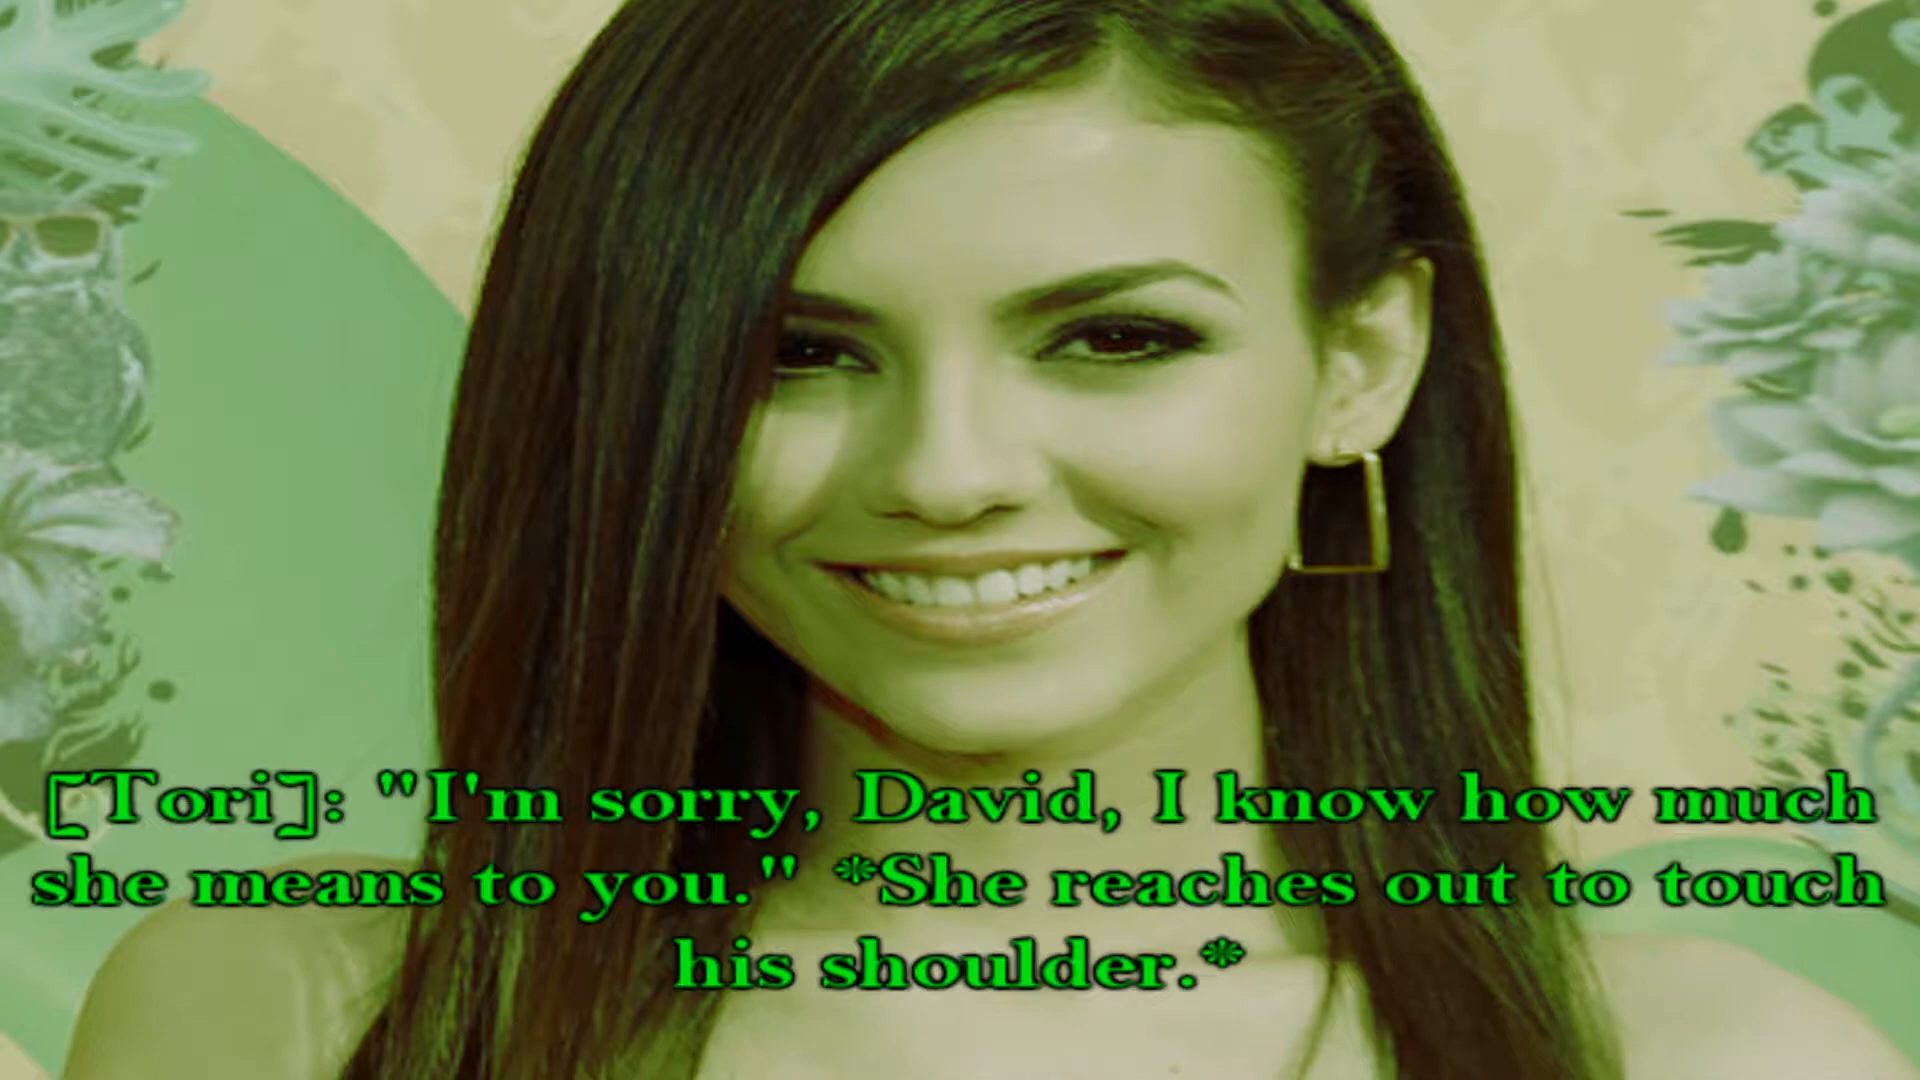 [Tori]: "I'm sorry, David, I know how much
she means to you." *She reaches out to touch
his shoulder.*